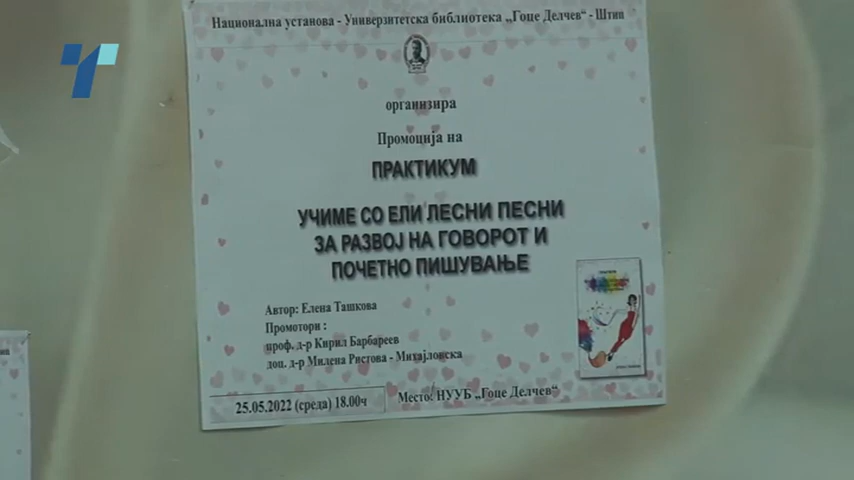 Национална установа - Универзитетска библиотека „Гоце Делчев“ - Штип
организира
Промоција на
ПРАКТИКУМ
УЧИМЕ СО ЕЛИ ЛЕСНИ ПЕСНИ
ЗА РАЗВОЈ НА ГОВОРОТ И
ПОЧЕТНО ПИШУВАЊЕ
Автор: Елена Ташкова
Промотори :
проф. д-р Кирил Барбареев
доц. д-р Милена Ристова - Михајловска
25.05.2022 (среда) 18.00ч
Место: НУУБ „Гоце Делчев“